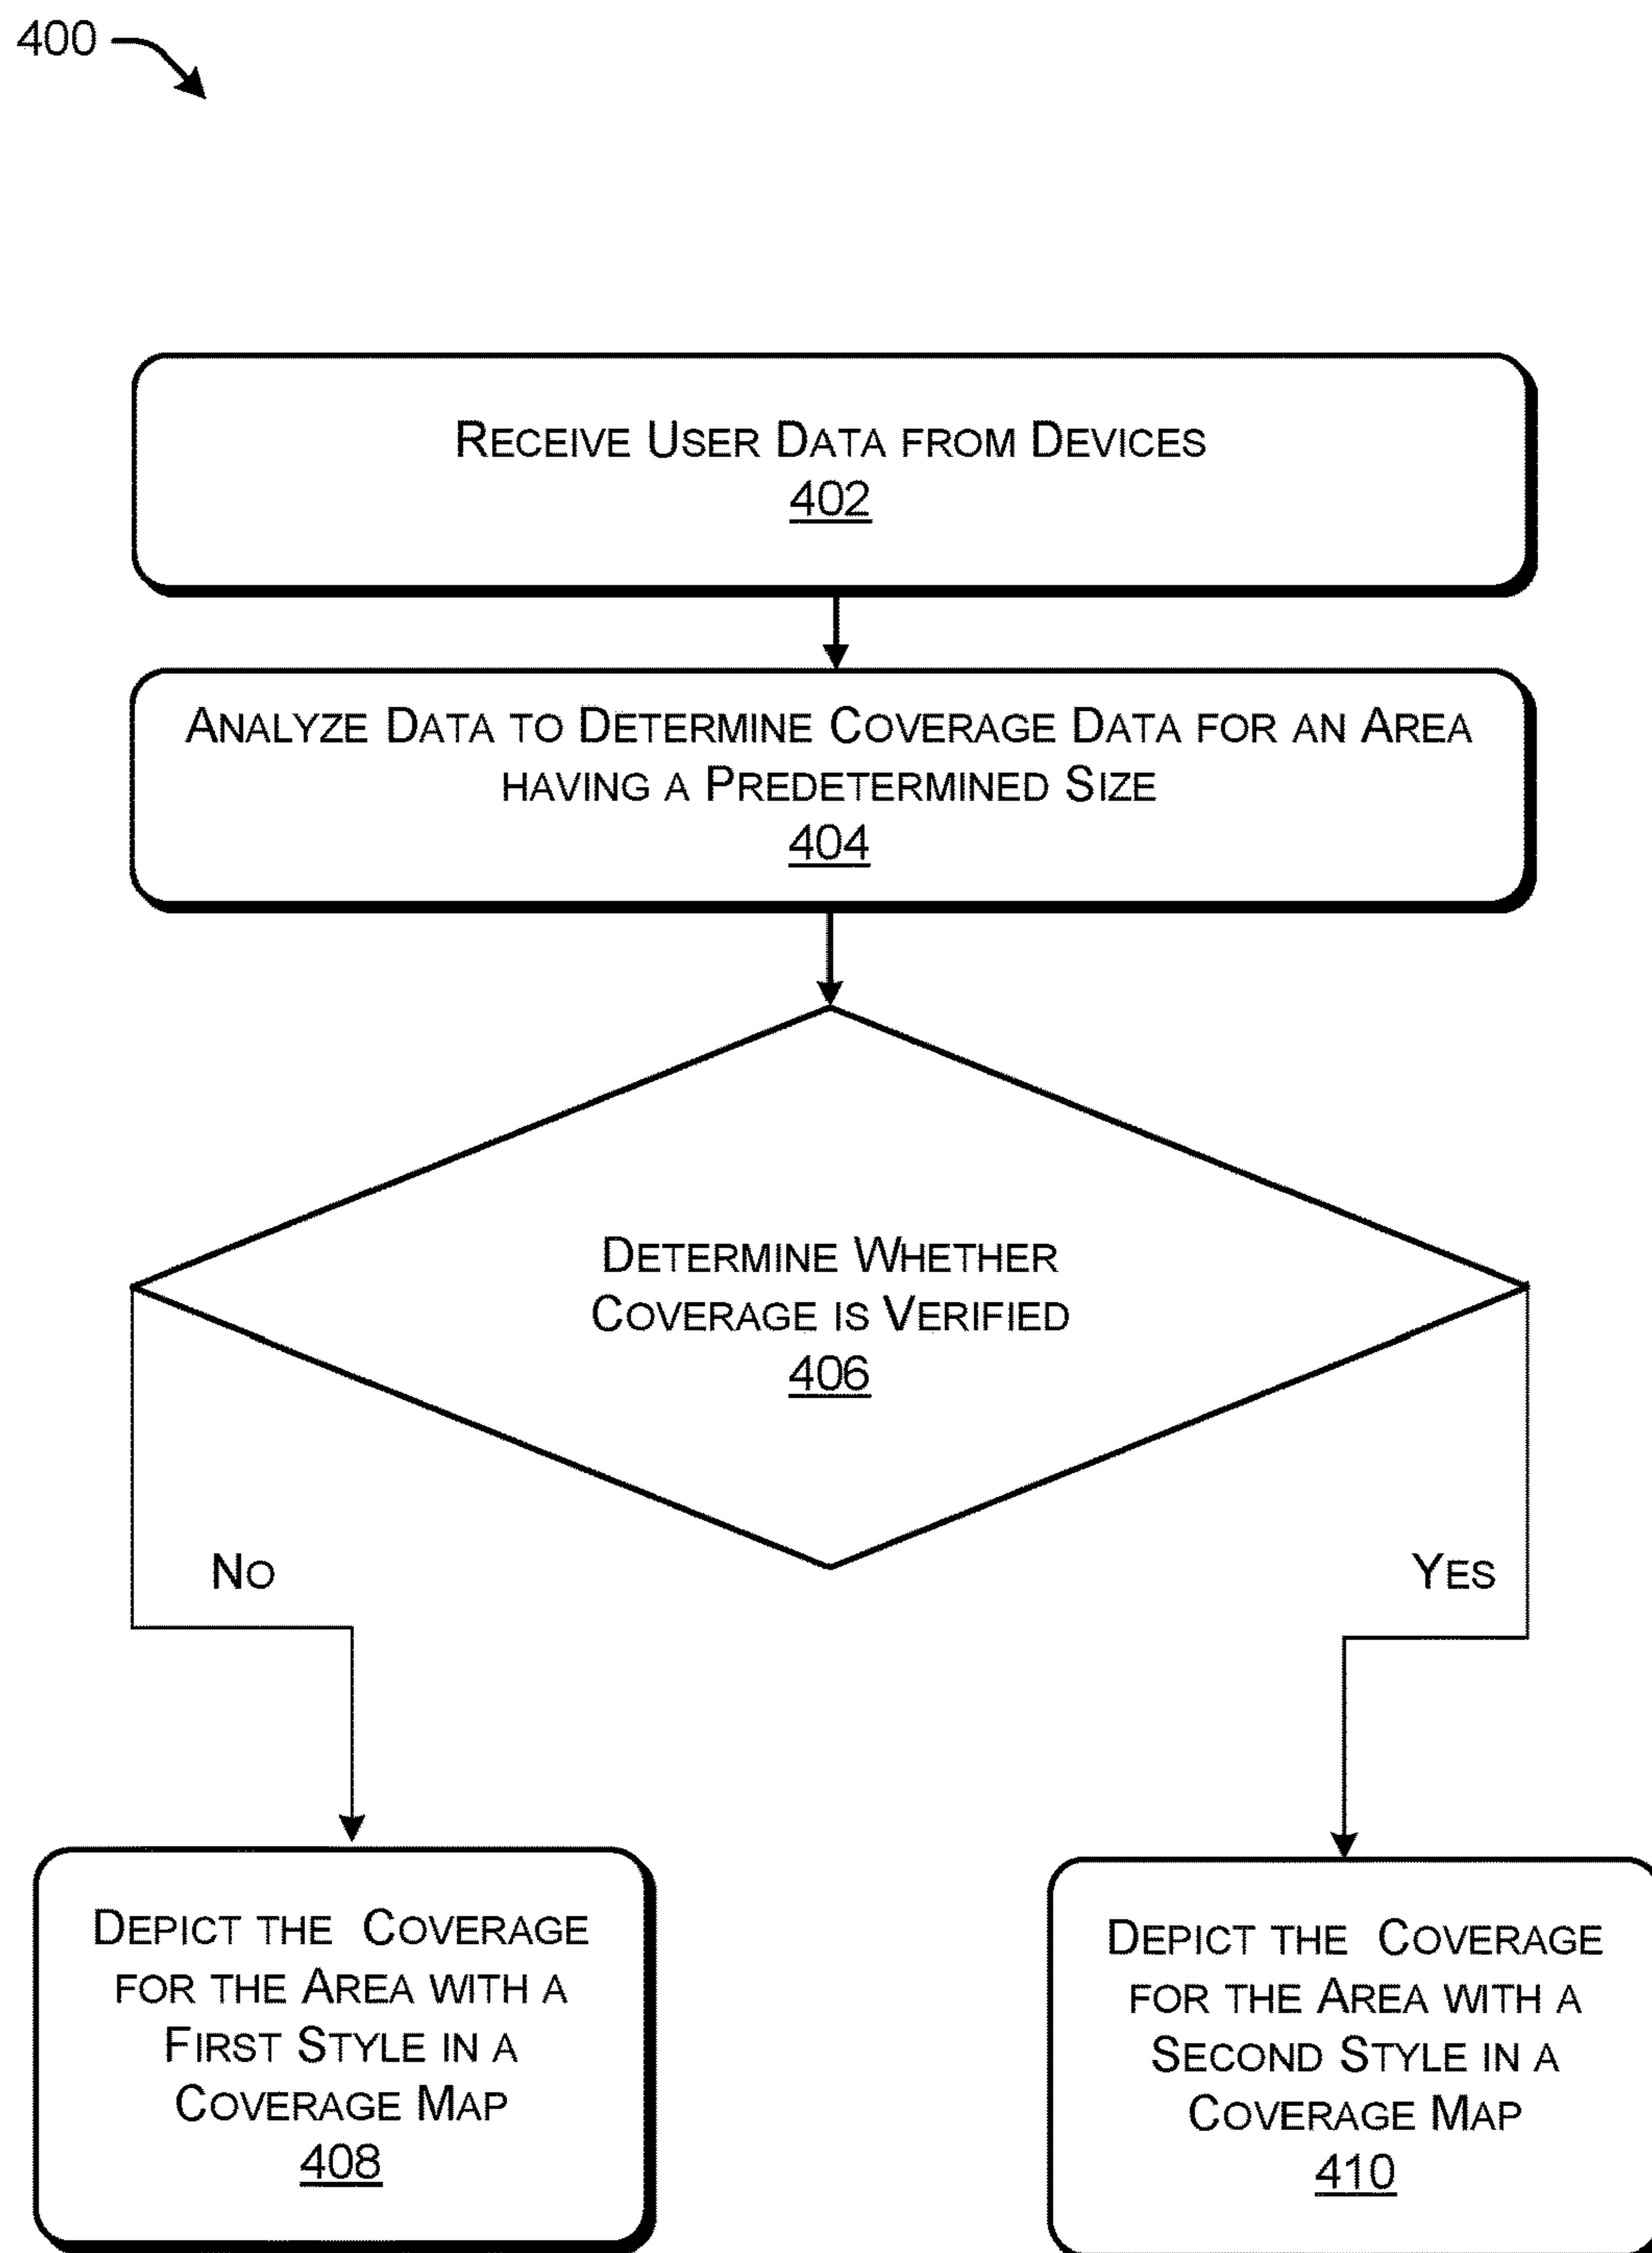 400
Receive User Data from Devices
402
Analyze Data to Determine Coverage Data for an Area
having a Predetermined Size
404
Determine Whether
Coverage is Verified
406
No
Yes
Depict the Coverage
for the Area with a
First Style in a
Coverage Map
408
Depict the Coverage
for the Area with a
Second Style in a
Coverage Map
410